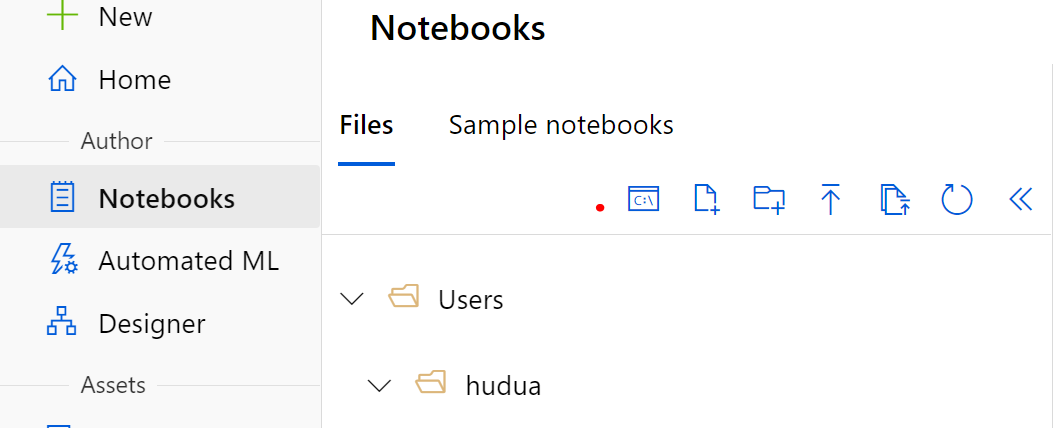 New
Home
Author
Notebooks
Automated ML
Designer
Assets
Notebooks
Files
Sample notebooks
C:\
Users
hudua